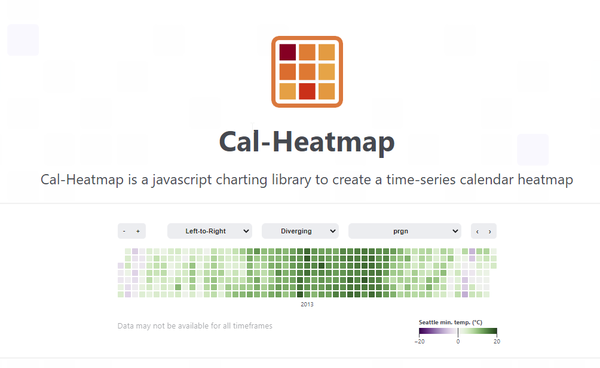 Cal-Heatmap
Cal-Heatmap is a javascript charting library to create a time-series calendar heatmap
- + Left-to-Right Diverging prgn ‹ ›
2013
Data may not be available for all timeframes
Seattle min. temp. (°C)
−20 0 20